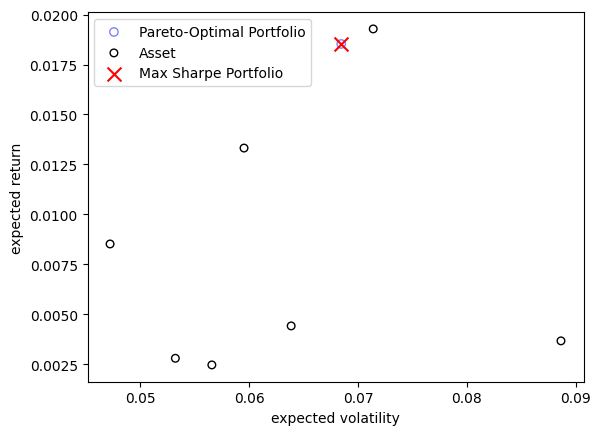 Pareto-Optimal Portfolio
Asset
Max Sharpe Portfolio
expected return
0.0200
0.0175
0.0150
0.0125
0.0100
0.0075
0.0050
0.0025
0.05
0.06
0.07
0.08
0.09
expected volatility